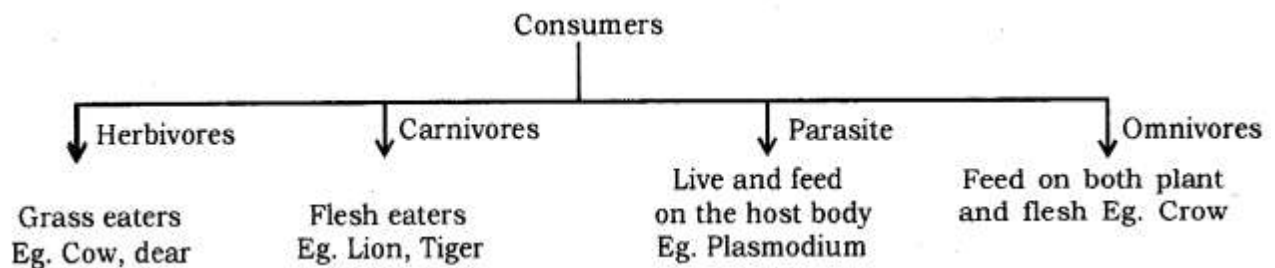 Consumers
Herbivores
Carnivores
Parasite
Omnivores
Grass eaters
Eg. Cow, dear
Flesh eaters
Eg. Lion, Tiger
Live and feed
on the host body
Eg. Plasmodium
Feed on both plant
and flesh Eg. Crow